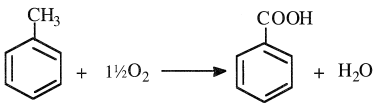 CH₃
COOH
+ 1½O₂
+ H₂O